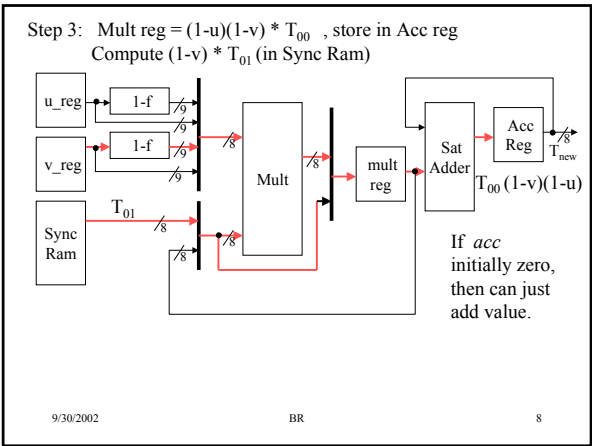 Step 3: Mult reg = (1-u)(1-v) * T00 , store in Acc reg
Compute (1-v) * T01 (in Sync Ram)
u_reg
1-f
9
9
v_reg
1-f
9
9
8
Mult
8
mult
reg
Sat
Adder
Acc
Reg
8
Tnew
T00 (1-v)(1-u)
Sync
Ram
T01
8
8
8
If acc
initially zero,
then can just
add value.
9/30/2002
BR
8